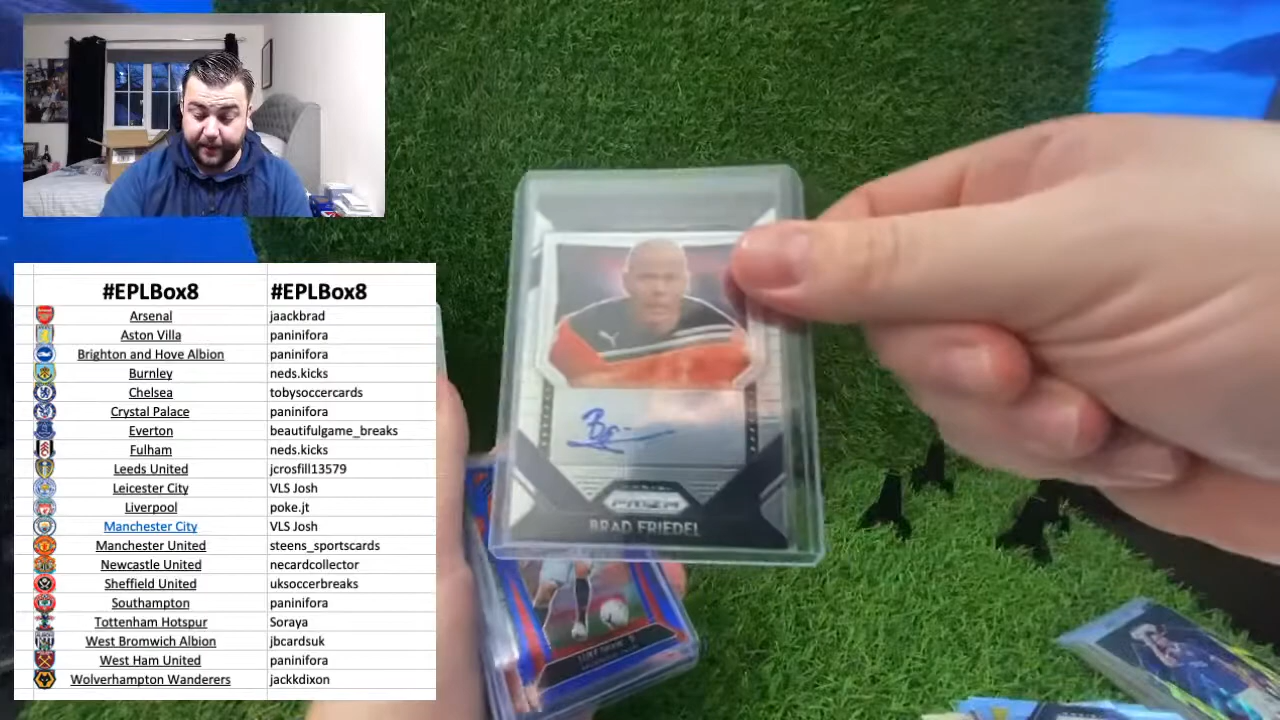 #EPLBox8 #EPLBox8
Arsenal jaackbrad
Aston Villa paninifora
Brighton and Hove Albion paninifora
Burnley neds.kicks
Chelsea tobysoccercards
Crystal Palace paninifora
Everton beautifulgame_breaks
Fulham neds.kicks
Leeds United jcrosfill13579
Leicester City VLS Josh
Liverpool poke.jt
Manchester City VLS Josh
Manchester United steens_sportscards
Newcastle United necardcollector
Sheffield United uksoccerbreaks
Southampton paninifora
Tottenham Hotspur Soraya
West Bromwich Albion jbcardsuk
West Ham United paninifora
Wolverhampton Wanderers jackkdixon
PRIZM
BRAD FRIEDEL